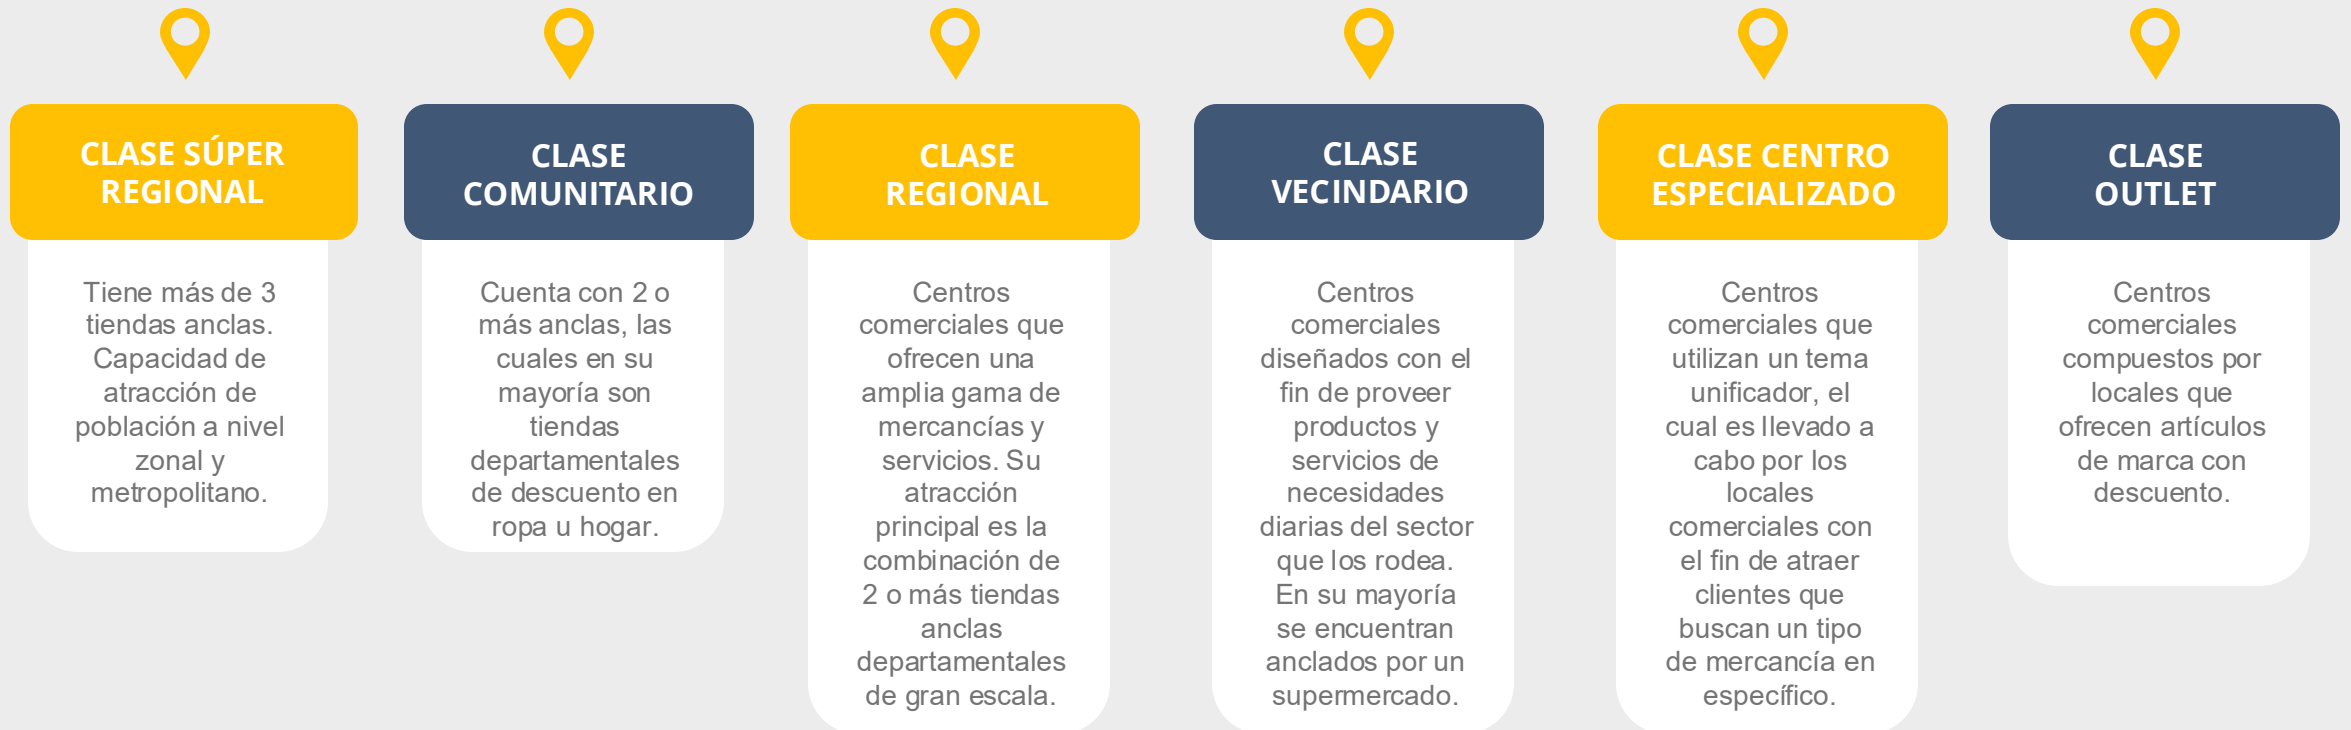 CLASE SÚPER
REGIONAL
Tiene más de 3
tiendas anclas.
Capacidad de
atracción de
población a nivel
zonal y
metropolitano.
CLASE
COMUNITARIO
Cuenta con 2 o
más anclas, las
cuales en su
mayoría son
tiendas
departamentales
de descuento en
ropa u hogar.
CLASE
REGIONAL
Centros
comerciales que
ofrecen una
amplia gama de
mercancías y
servicios. Su
atracción
principal es la
combinación de
2 o más tiendas
anclas
departamentales
de gran escala.
CLASE
VECINDARIO
Centros
comerciales
diseñados con el
fin de proveer
productos y
servicios de
necesidades
diarias del sector
que los rodea.
En su mayoría
se encuentran
anclados por un
supermercado.
CLASE CENTRO
ESPECIALIZADO
Centros
comerciales que
utilizan un tema
unificador, el
cual es llevado a
cabo por los
locales
comerciales con
el fin de atraer
clientes que
buscan un tipo
de mercancía en
específico.
CLASE
OUTLET
Centros
comerciales
compuestos por
locales que
ofrecen artículos
de marca con
descuento.